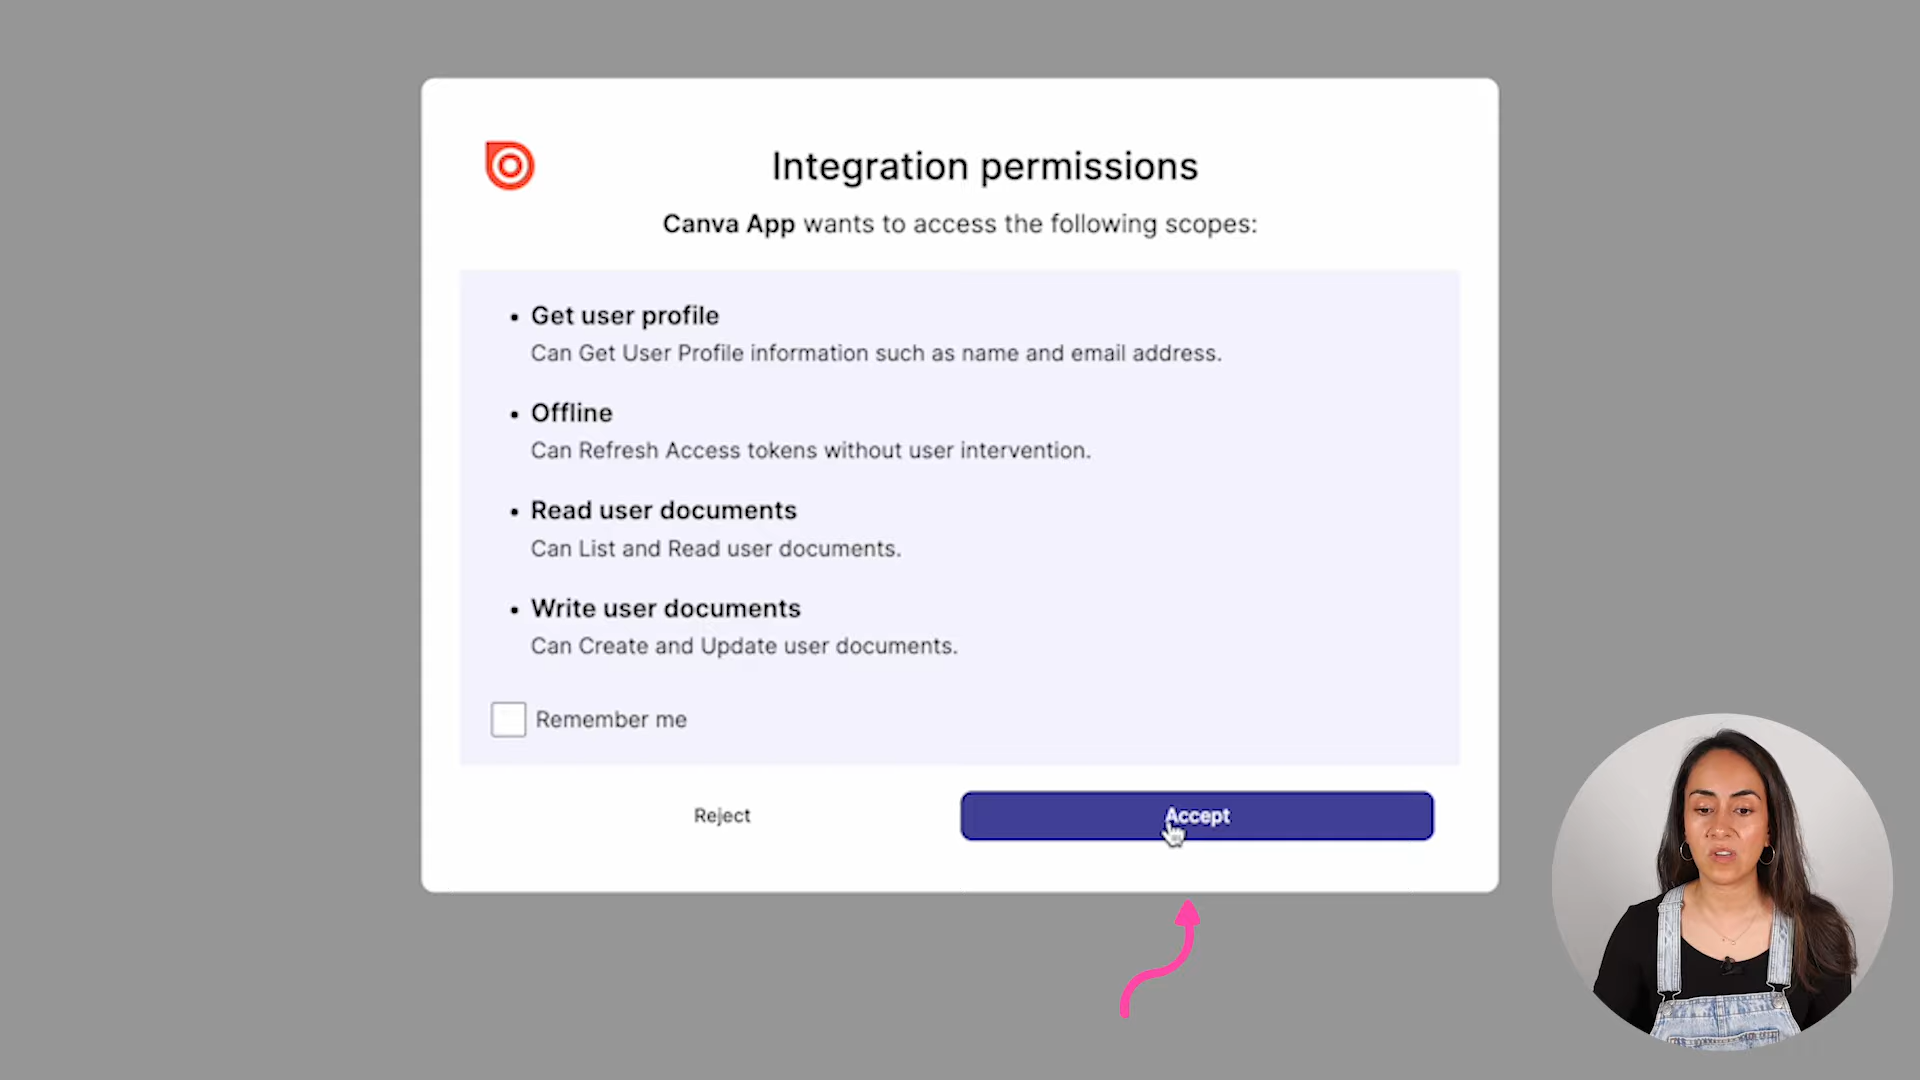 Integration permissions
Canva App wants to access the following scopes:
Get user profile
Can Get User Profile information such as name and email address.
Offline
Can Refresh Access tokens without user intervention.
Read user documents
Can List and Read user documents.
Write user documents
Can Create and Update user documents.
Remember me
Reject
Accept